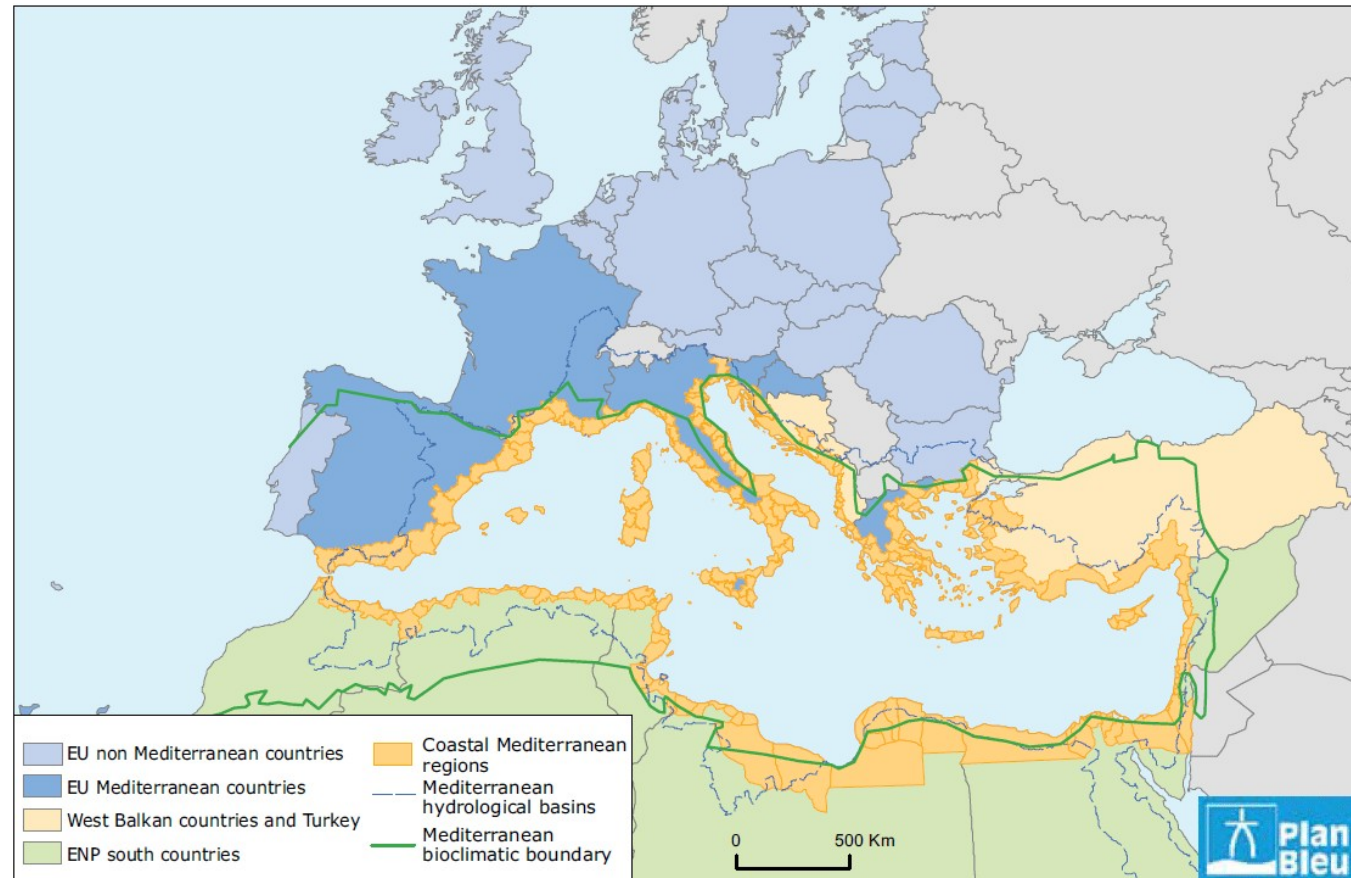 EU non Mediterranean countries
EU Mediterranean countries
West Balkan countries and Turkey
ENP south countries
Coastal Mediterranean
regions
Mediterranean
hydrological basins
Mediterranean
bioclimatic boundary
0 500 Km
Plan
Bleu